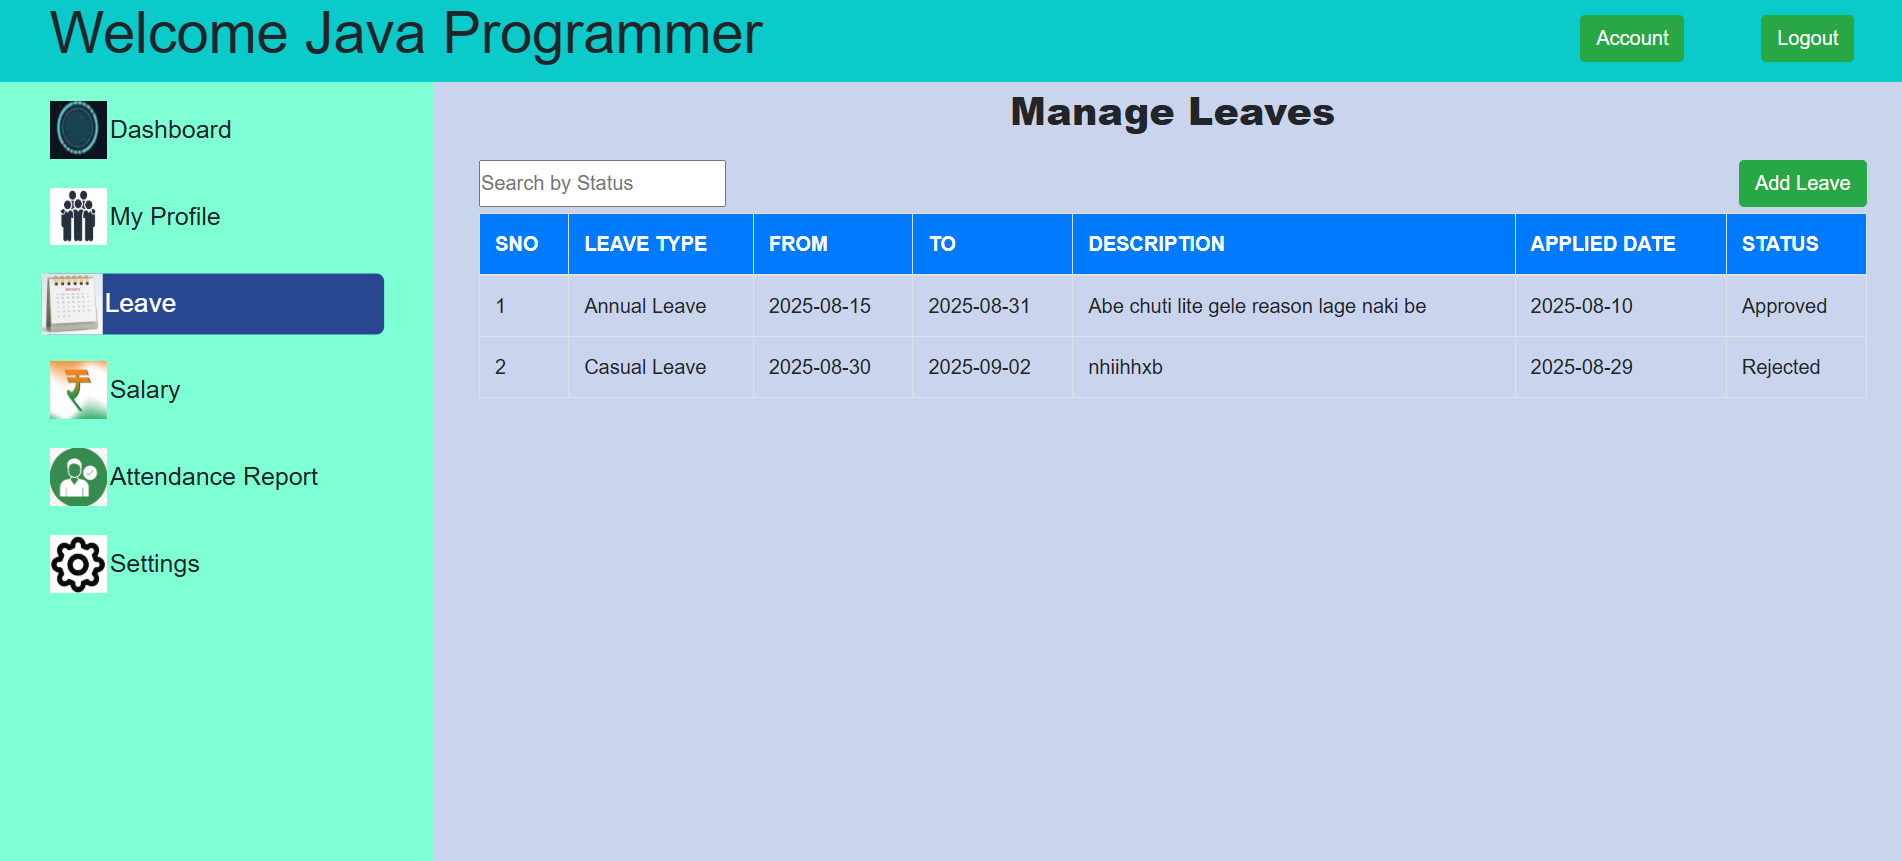 Welcome Java Programmer
Account
Logout
Dashboard
My Profile
Leave
Salary
Attendance Report
Settings
Manage Leaves
Search by Status
Add Leave
SNO LEAVE TYPE FROM TO DESCRIPTION APPLIED DATE STATUS
1 Annual Leave 2025-08-15 2025-08-31 Abe chuti lite gele reason lage naki be 2025-08-10 Approved
2 Casual Leave 2025-08-30 2025-09-02 nhiihhxb 2025-08-29 Rejected